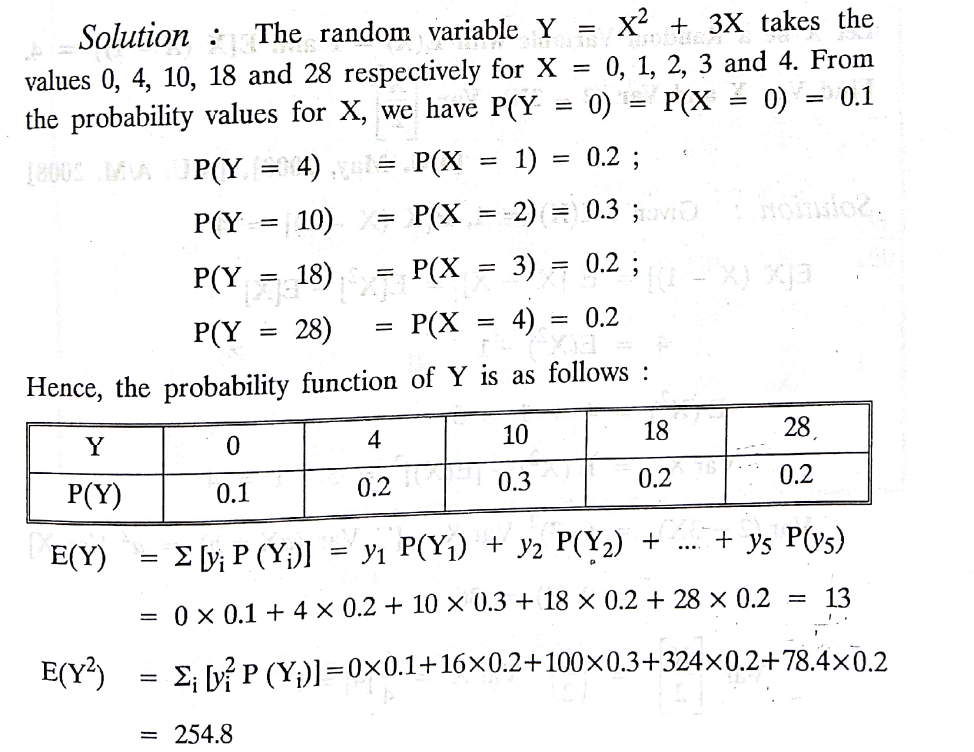 Solution : The random variable Y = X² + 3X takes the
values 0, 4, 10, 18 and 28 respectively for X = 0, 1, 2, 3 and 4. From
the probability values for X, we have P(Y = 0) = P(X = 0) = 0.1
P(Y = 4) = P(X = 1) = 0.2 ;
P(Y = 10) = P(X = 2) = 0.3 ;
P(Y = 18) = P(X = 3) = 0.2 ;
P(Y = 28) = P(X = 4) = 0.2
Hence, the probability function of Y is as follows :
Y 0 4 10 18 28
P(Y) 0.1 0.2 0.3 0.2 0.2
E(Y) = Σ [yᵢ P (Yᵢ)] = y₁ P(Y₁) + y₂ P(Y₂) + ... + y₅ P(y₅)
= 0 × 0.1 + 4 × 0.2 + 10 × 0.3 + 18 × 0.2 + 28 × 0.2 = 13
E(Y²) = Σᵢ [yᵢ² P (Yᵢ)] = 0×0.1+16×0.2+100×0.3+324×0.2+78.4×0.2
= 254.8